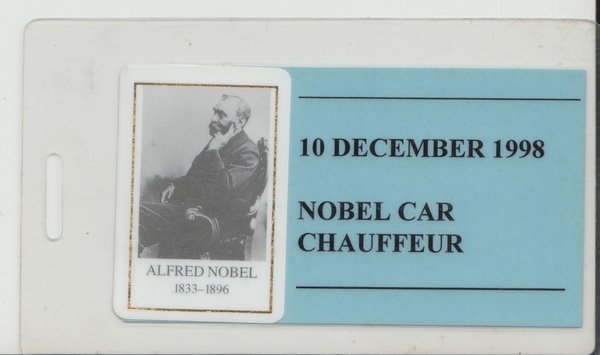 ALFRED NOBEL
1833–1896
10 DECEMBER 1998
NOBEL CAR
CHAUFFEUR